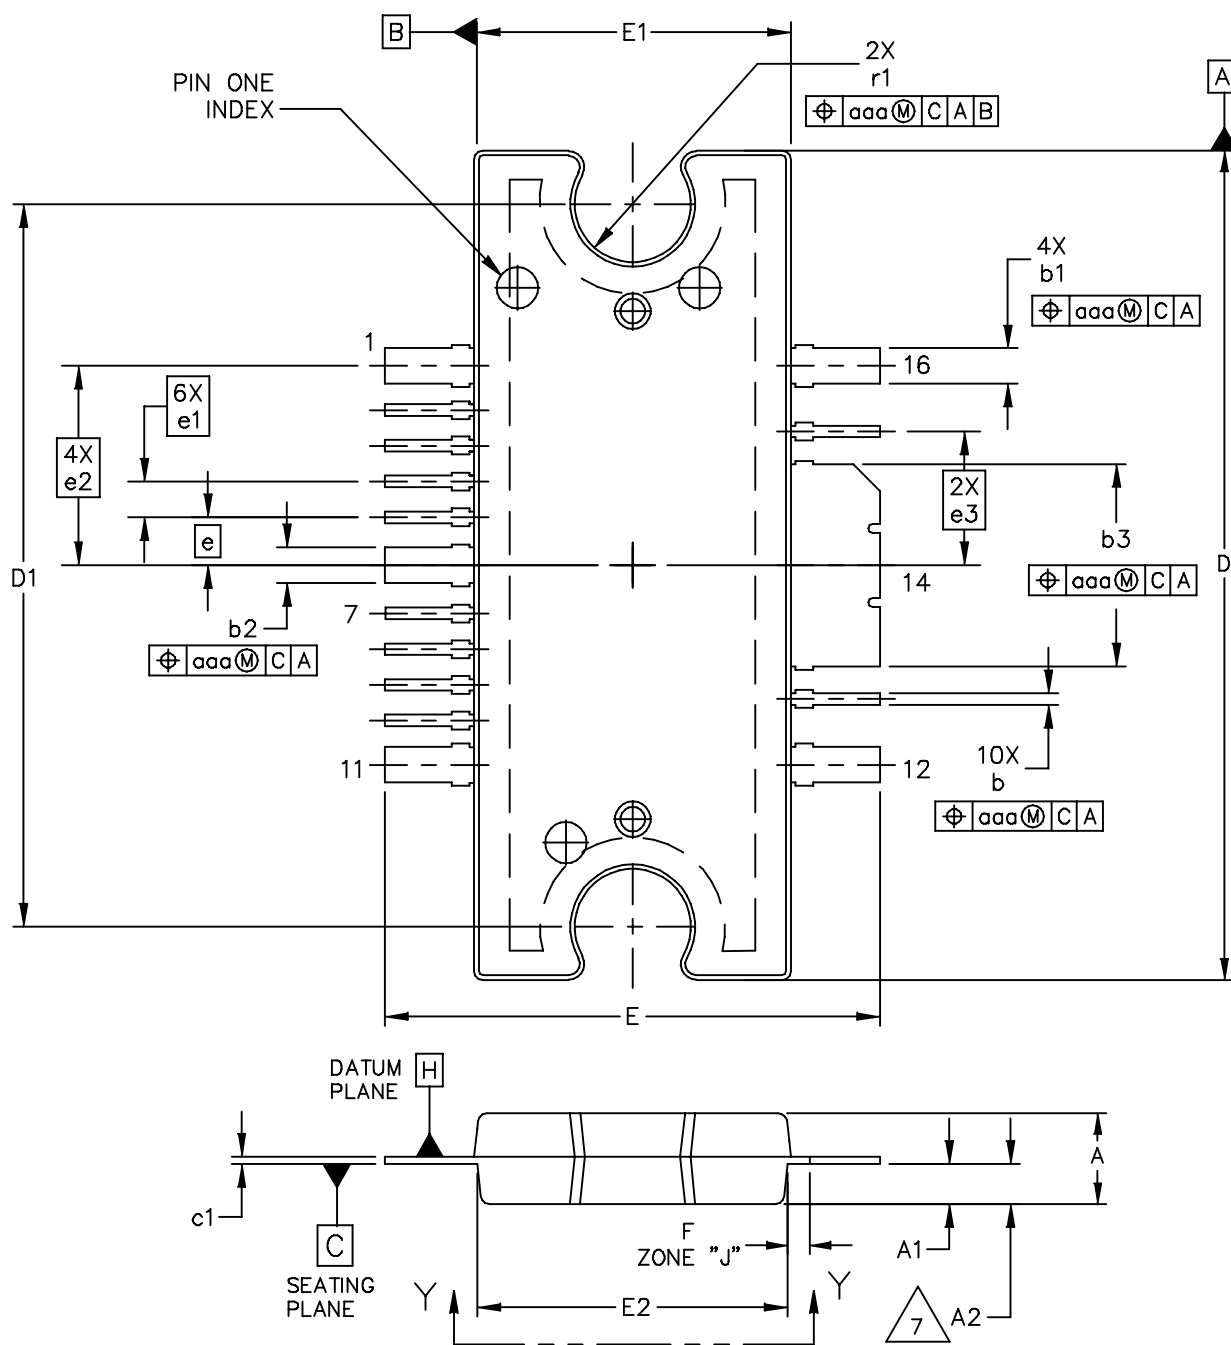 B
E1
2X
r1
⌖ aaa Ⓜ C A B
A
PIN ONE
INDEX
4X
b1
⌖ aaa Ⓜ C A
1
16
6X
e1
4X
e2
2X
e3
e
b3
⌖ aaa Ⓜ C A
D1
D
14
7
b2
⌖ aaa Ⓜ C A
11
12
10X
b
⌖ aaa Ⓜ C A
E
DATUM
PLANE
H
A
c1
C
SEATING
PLANE
F
ZONE "J"
A1
Y
Y
E2
7
A2